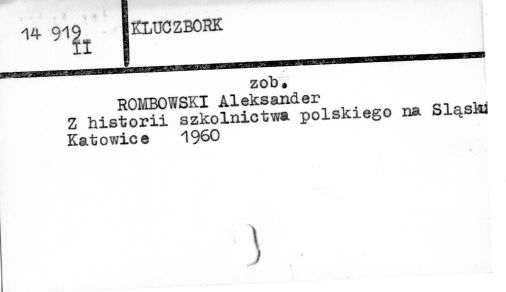 14 919
II
KLUCZBORK
zob.
ROMBOWSKI Aleksander
Z historii szkolnictwa polskiego na Śląsku
Katowice 1960